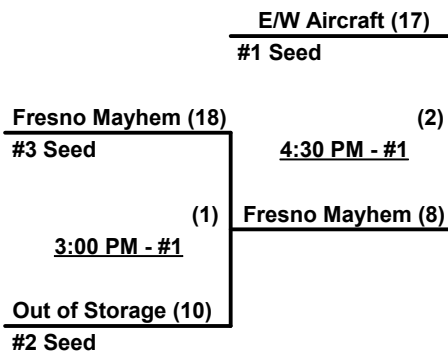 E/W Aircraft (17)
#1 Seed
Fresno Mayhem (18)
#3 Seed
(2)
4:30 PM - #1
(1)
3:00 PM - #1
Fresno Mayhem (8)
Out of Storage (10)
#2 Seed